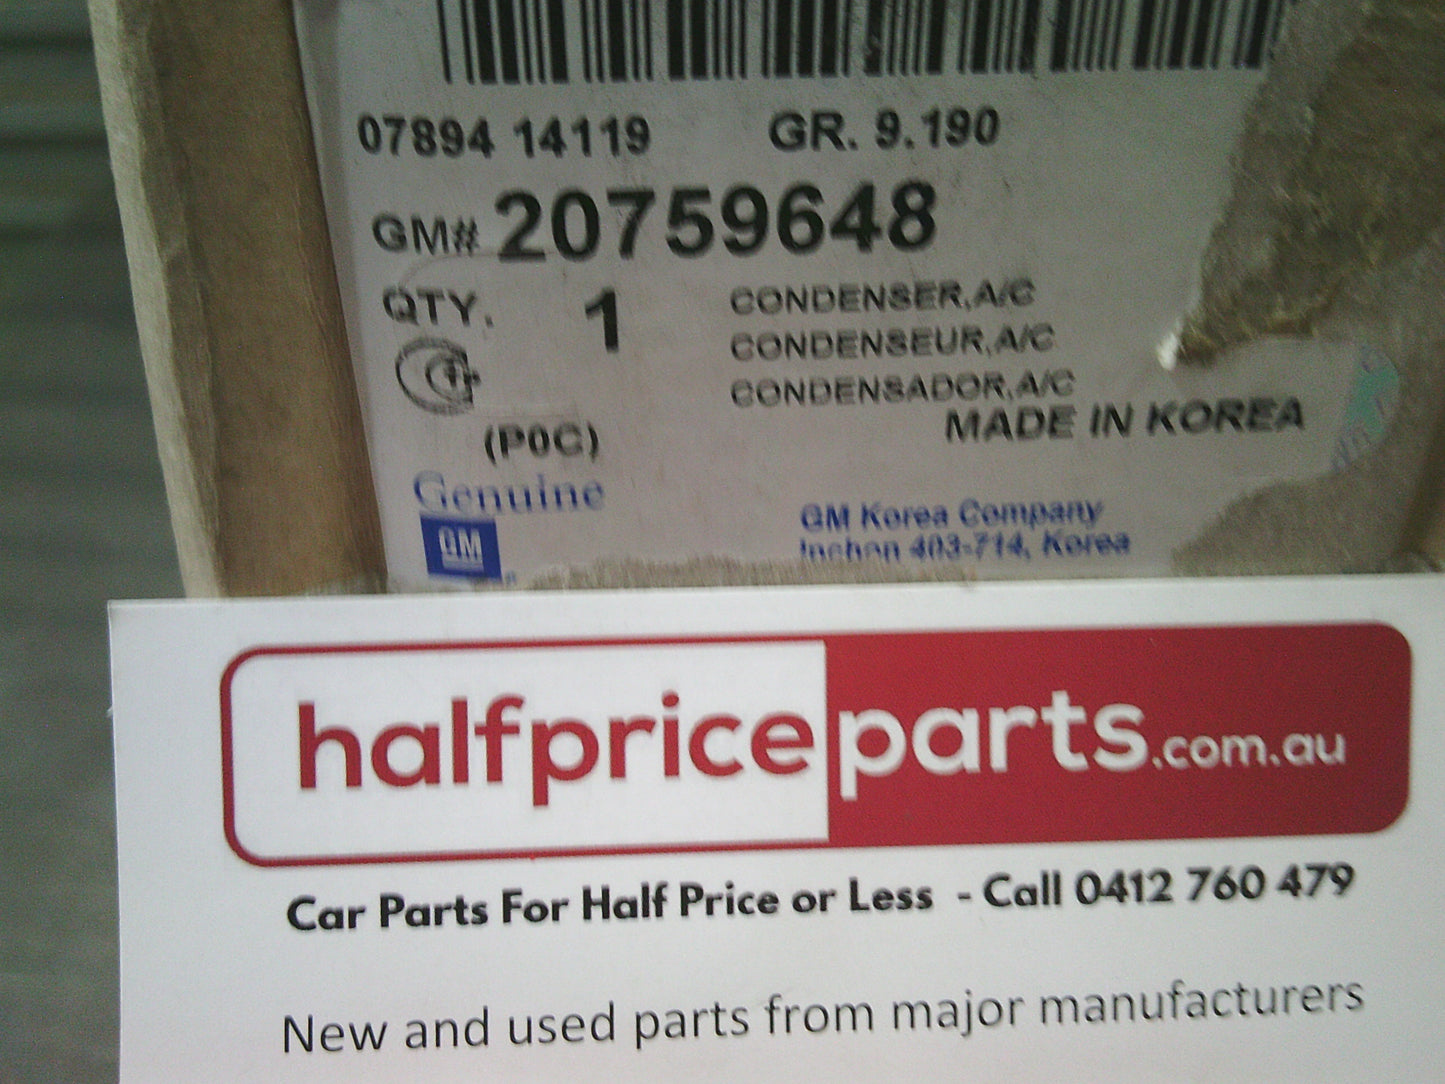 07894 14119 GR. 9.190
GM# 20759648
QTY. 1 CONDENSER,A/C
CONDENSEUR,A/C
CONDENSADOR,A/C
MADE IN KOREA
(P0C)
Genuine
GM
GM Korea Company
Inchon 403-714, Korea
halfpriceparts.com.au
Car Parts For Half Price or Less - Call 0412 760 479
New and used parts from major manufacturers